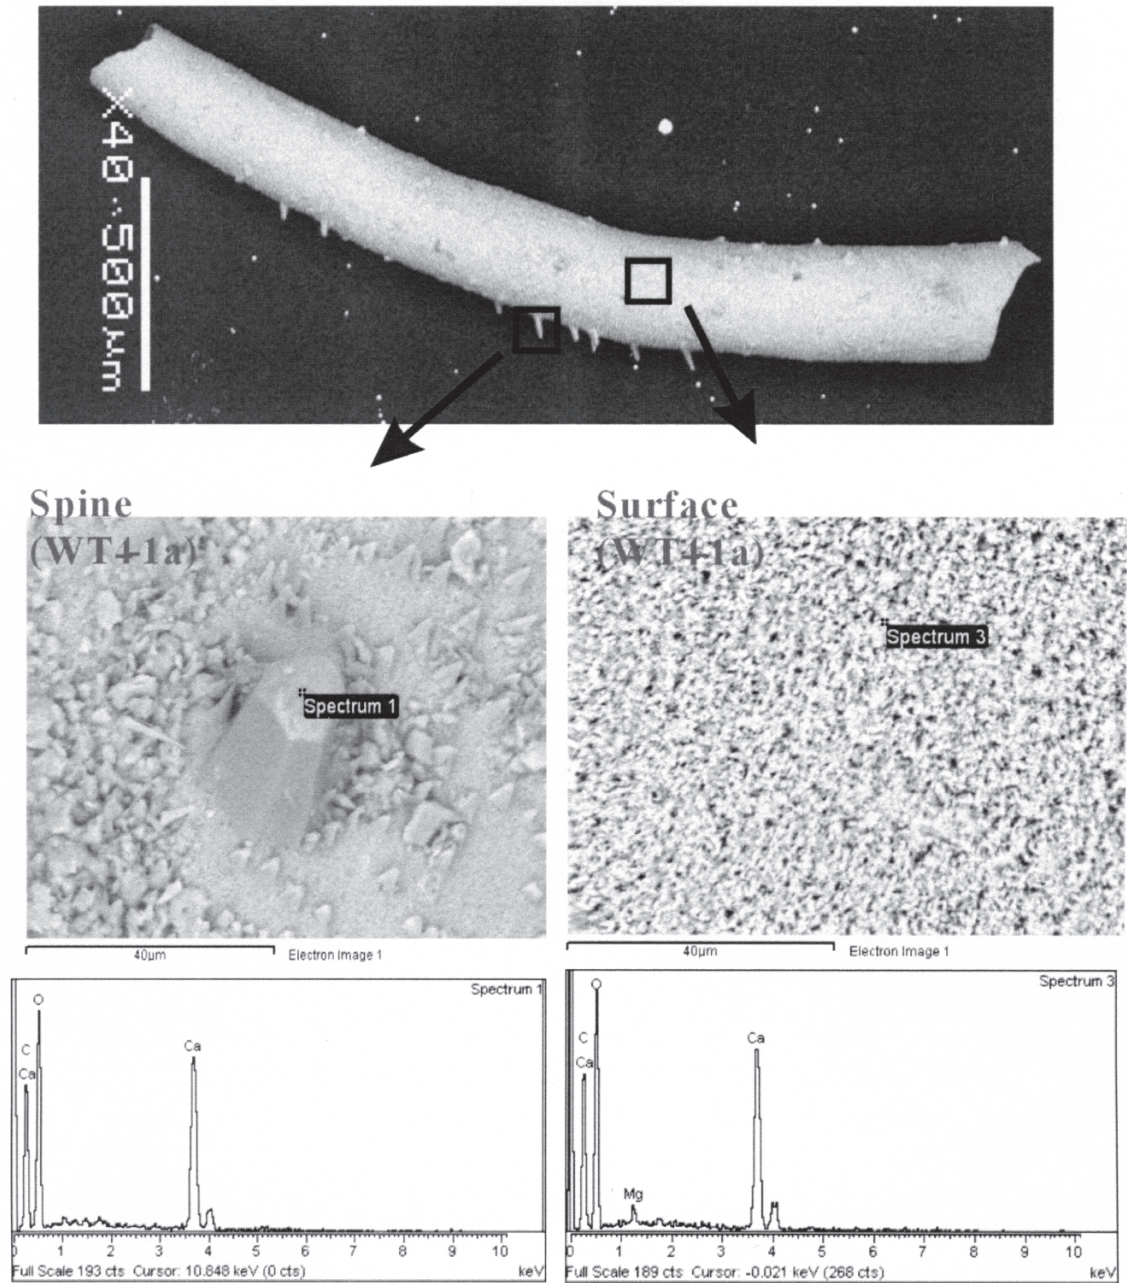 X40 500µm
Spine
(WT4-1a)
Surface
(WT4-1a)
Spectrum 1
Spectrum 3
40µm Electron Image 1
40µm Electron Image 1
Spectrum 1
O
C
Ca
Ca
0 1 2 3 4 5 6 7 8 9 10
Full Scale 193 cts Cursor: 10.848 keV (0 cts) keV
Spectrum 3
O
C
Ca
Ca
Mg
0 1 2 3 4 5 6 7 8 9 10
Full Scale 189 cts Cursor: -0.021 keV (268 cts) keV